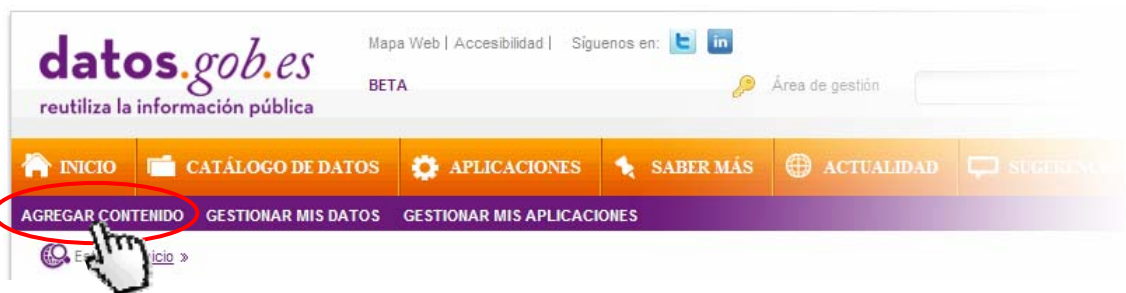 datos.gob.es
reutiliza la información pública
Mapa Web | Accesibilidad | Síguenos en:
BETA
Área de gestión
INICIO CATÁLOGO DE DATOS APLICACIONES SABER MÁS ACTUALIDAD
AGREGAR CONTENIDO GESTIONAR MIS DATOS GESTIONAR MIS APLICACIONES
»